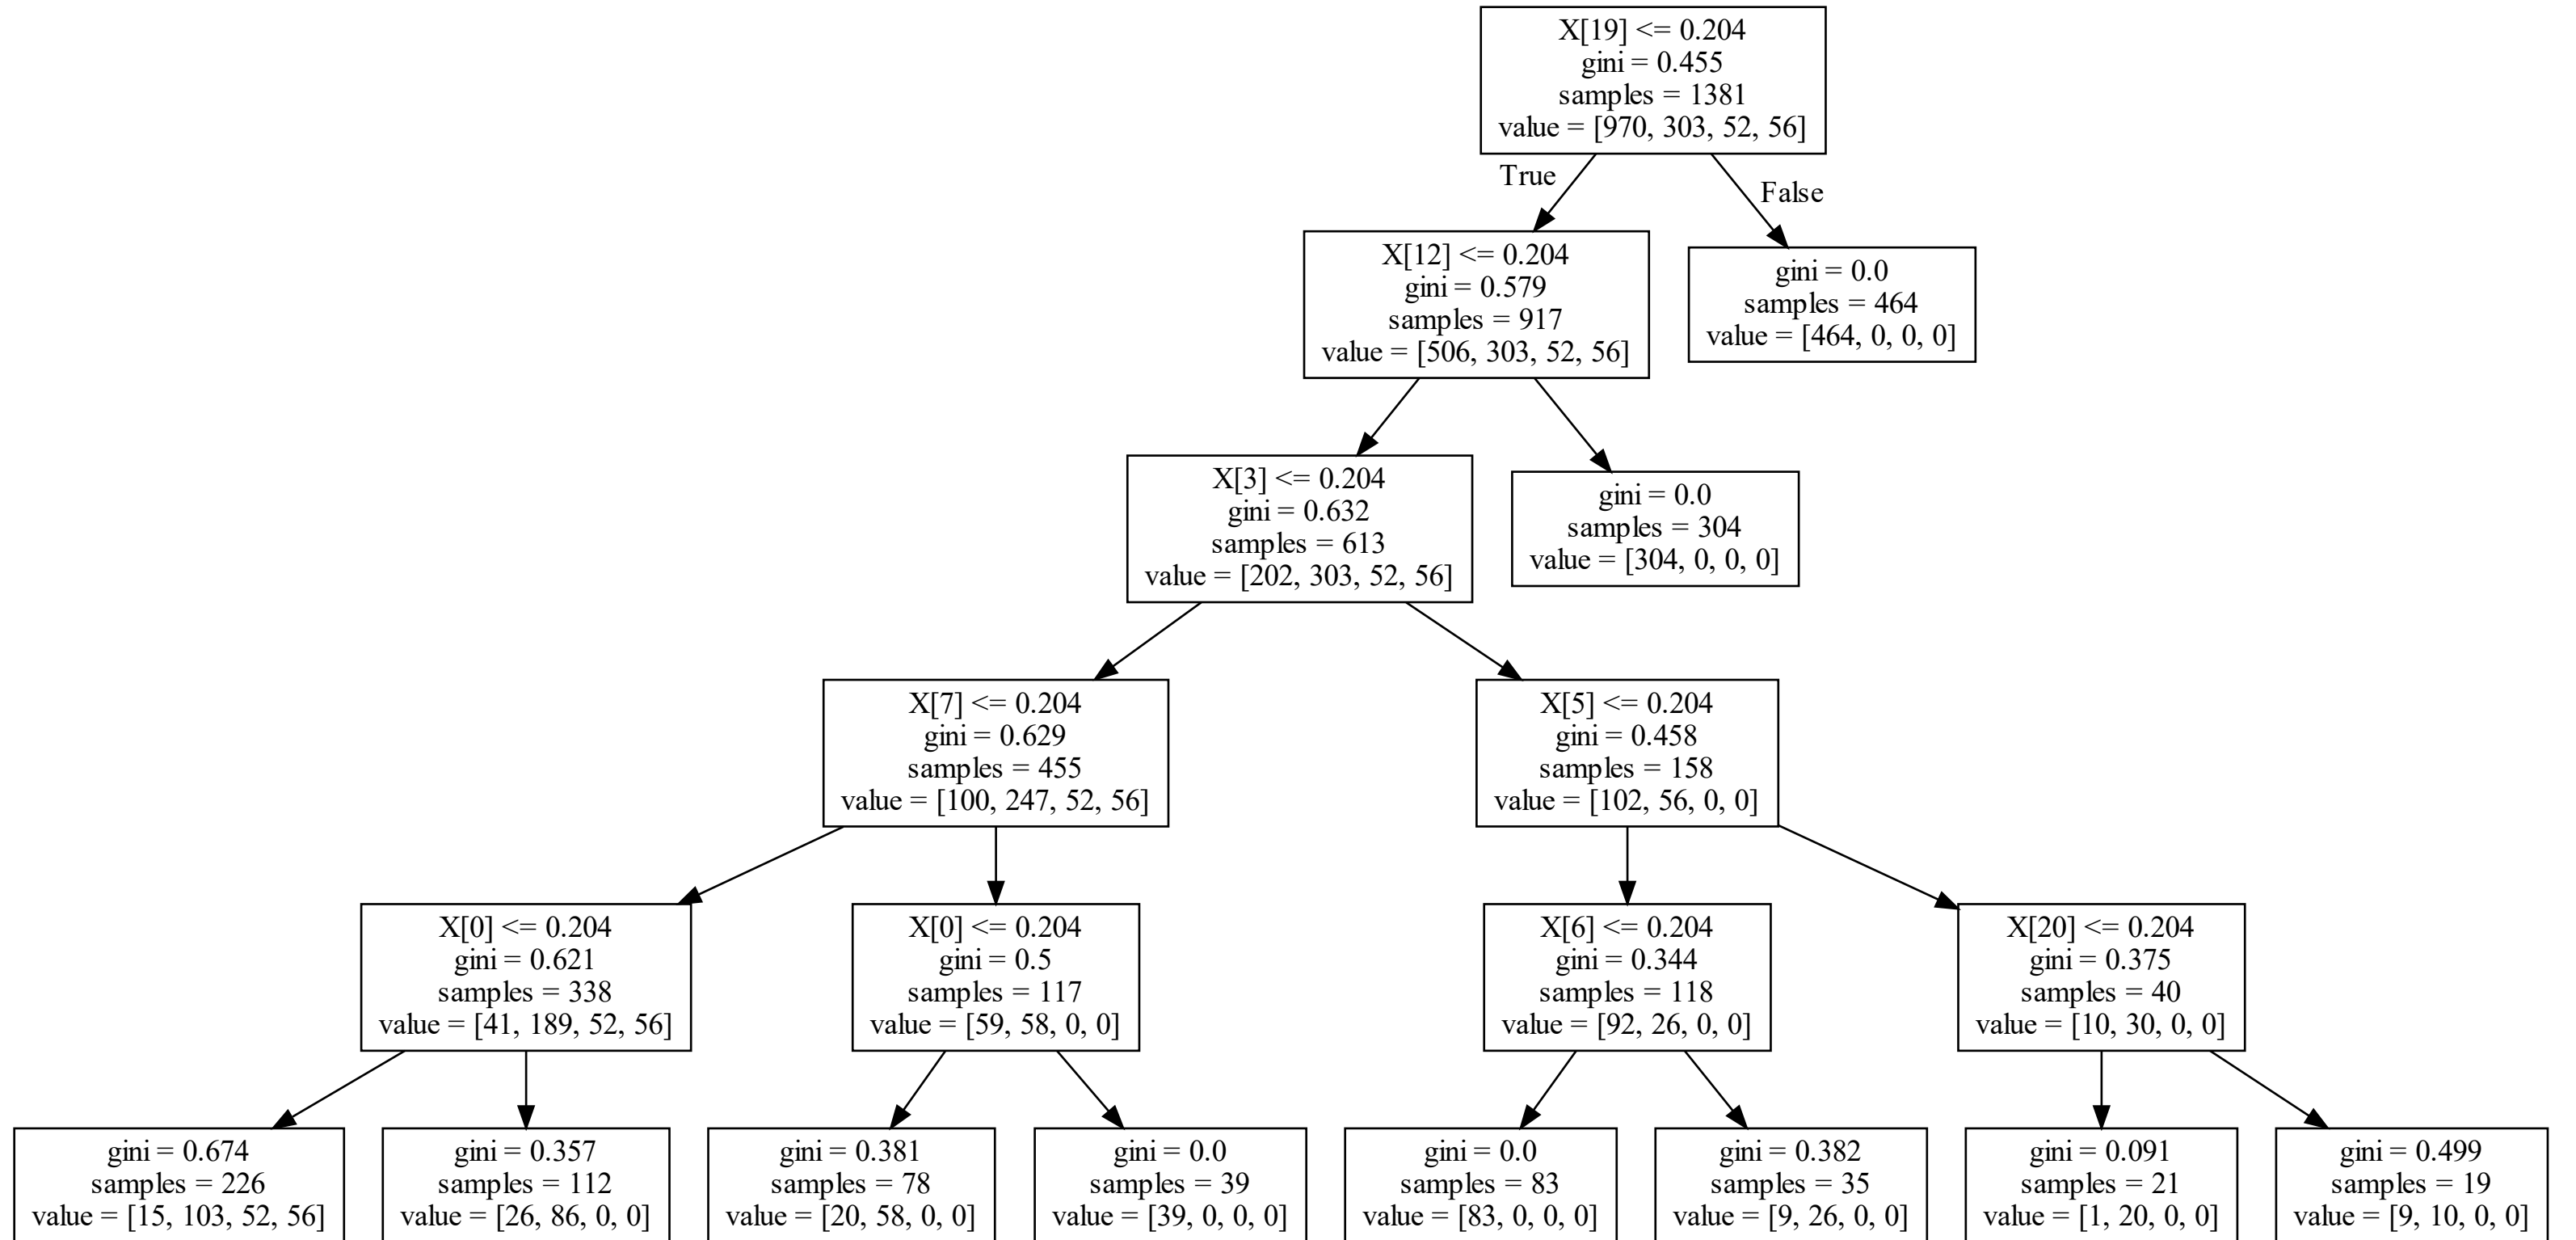 X[19] <= 0.204
gini = 0.455
samples = 1381
value = [970, 303, 52, 56]
True
False
X[12] <= 0.204
gini = 0.579
samples = 917
value = [506, 303, 52, 56]
gini = 0.0
samples = 464
value = [464, 0, 0, 0]
X[3] <= 0.204
gini = 0.632
samples = 613
value = [202, 303, 52, 56]
gini = 0.0
samples = 304
value = [304, 0, 0, 0]
X[7] <= 0.204
gini = 0.629
samples = 455
value = [100, 247, 52, 56]
X[5] <= 0.204
gini = 0.458
samples = 158
value = [102, 56, 0, 0]
X[0] <= 0.204
gini = 0.621
samples = 338
value = [41, 189, 52, 56]
X[0] <= 0.204
gini = 0.5
samples = 117
value = [59, 58, 0, 0]
X[6] <= 0.204
gini = 0.344
samples = 118
value = [92, 26, 0, 0]
X[20] <= 0.204
gini = 0.375
samples = 40
value = [10, 30, 0, 0]
gini = 0.674
samples = 226
value = [15, 103, 52, 56]
gini = 0.357
samples = 112
value = [26, 86, 0, 0]
gini = 0.381
samples = 78
value = [20, 58, 0, 0]
gini = 0.0
samples = 39
value = [39, 0, 0, 0]
gini = 0.0
samples = 83
value = [83, 0, 0, 0]
gini = 0.382
samples = 35
value = [9, 26, 0, 0]
gini = 0.091
samples = 21
value = [1, 20, 0, 0]
gini = 0.499
samples = 19
value = [9, 10, 0, 0]